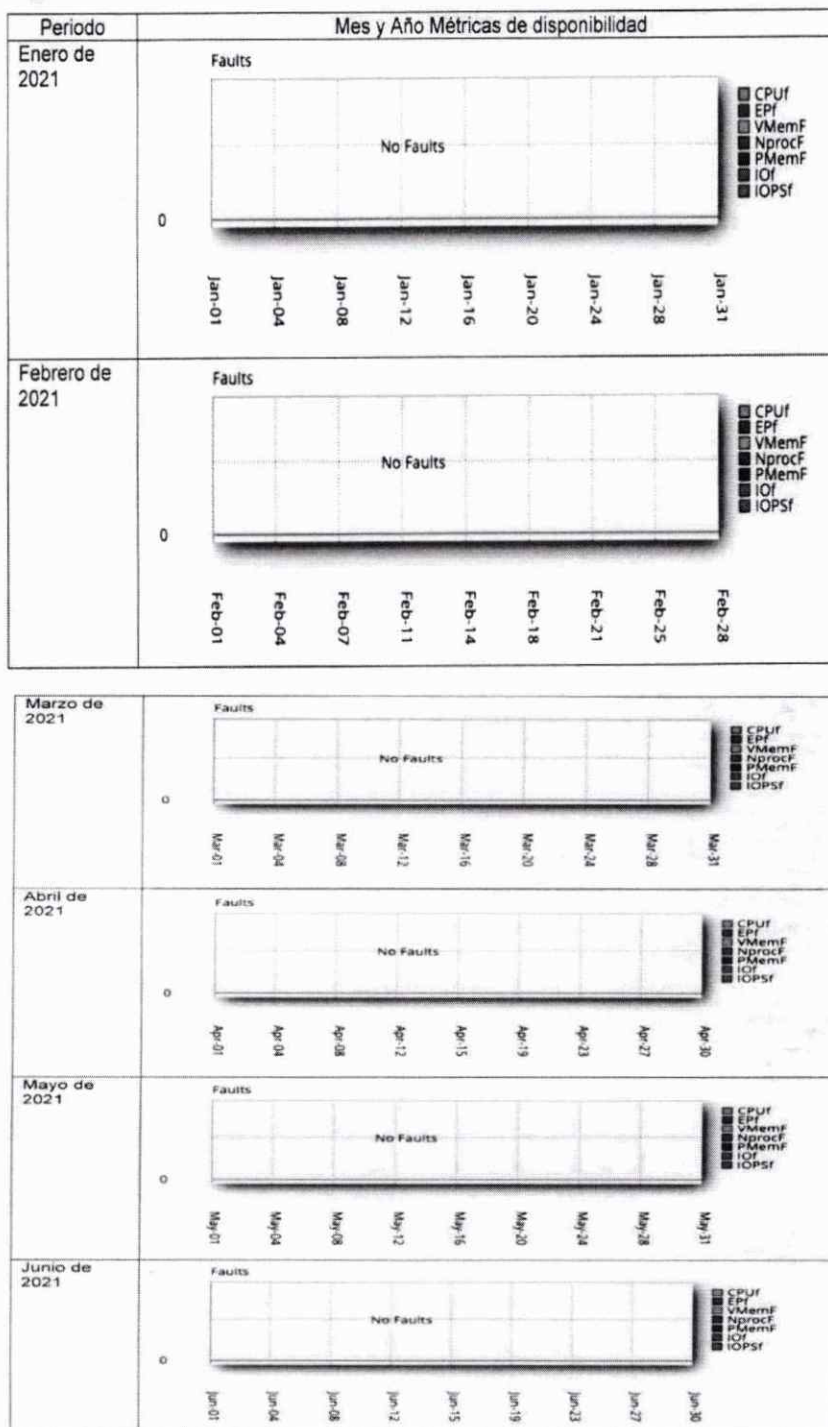 Periodo Mes y Año Métricas de disponibilidad
Enero de
2021
Faults
No Faults
0
CPUf
EPf
VMemF
NprocF
PMemF
IOf
IOPSf
Jan-01 Jan-04 Jan-08 Jan-12 Jan-16 Jan-20 Jan-24 Jan-28 Jan-31
Febrero de
2021
Faults
No Faults
0
CPUf
EPf
VMemF
NprocF
PMemF
IOf
IOPSf
Feb-01 Feb-04 Feb-07 Feb-11 Feb-14 Feb-18 Feb-21 Feb-25 Feb-28
Marzo de
2021
Faults
No Faults
0
CPUf
EPf
VMemF
NprocF
PMemF
IOf
IOPSf
Mar-01 Mar-04 Mar-08 Mar-12 Mar-16 Mar-20 Mar-24 Mar-28 Mar-31
Abril de
2021
Faults
No Faults
0
CPUf
EPf
VMemF
NprocF
PMemF
IOf
IOPSf
Apr-01 Apr-04 Apr-08 Apr-12 Apr-15 Apr-19 Apr-23 Apr-27 Apr-30
Mayo de
2021
Faults
No Faults
0
CPUf
EPf
VMemF
NprocF
PMemF
IOf
IOPSf
May-01 May-04 May-08 May-12 May-16 May-20 May-24 May-28 May-31
Junio de
2021
Faults
No Faults
0
CPUf
EPf
VMemF
NprocF
PMemF
IOf
IOPSf
Jun-01 Jun-04 Jun-08 Jun-12 Jun-15 Jun-19 Jun-23 Jun-27 Jun-30